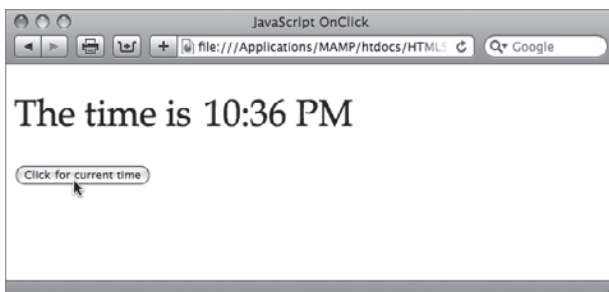 JavaScript OnClick
file:///Applications/MAMP/htdocs/HTML5
Google
The time is 10:36 PM
Click for current time